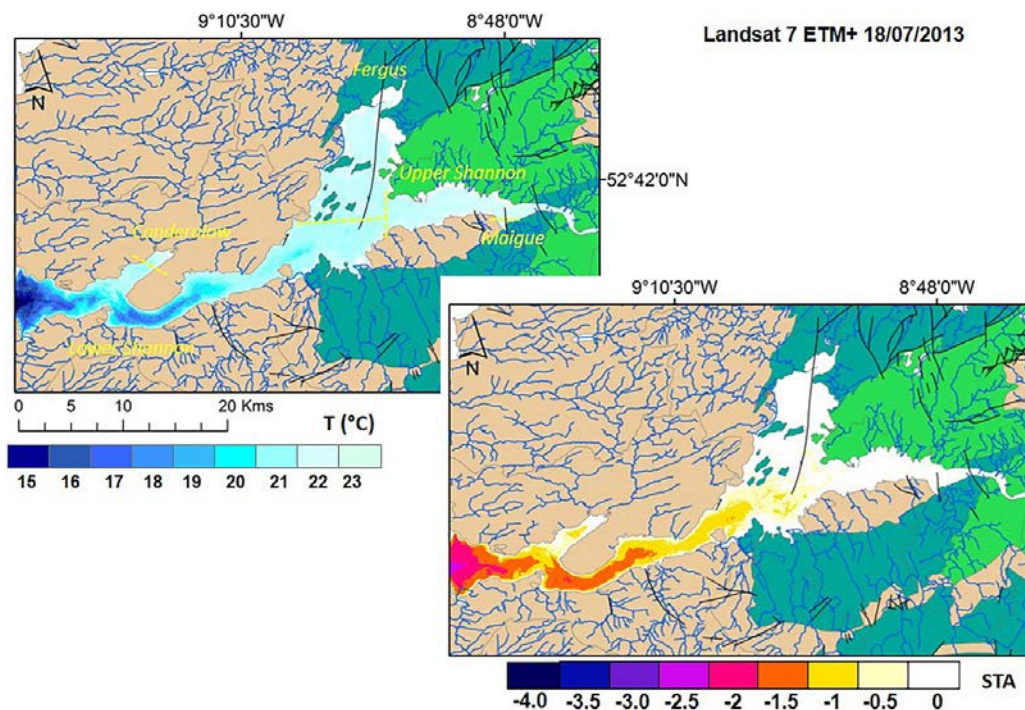 Landsat 7 ETM+ 18/07/2013
9°10'30"W 8°48'0"W
Fergus
N
Upper Shannon
52°42'0"N
Maigue
Lower Shannon
0 5 10 20 Kms
T (°C)
15 16 17 18 19 20 21 22 23
9°10'30"W 8°48'0"W
N
STA
-4.0 -3.5 -3.0 -2.5 -2 -1.5 -1 -0.5 0